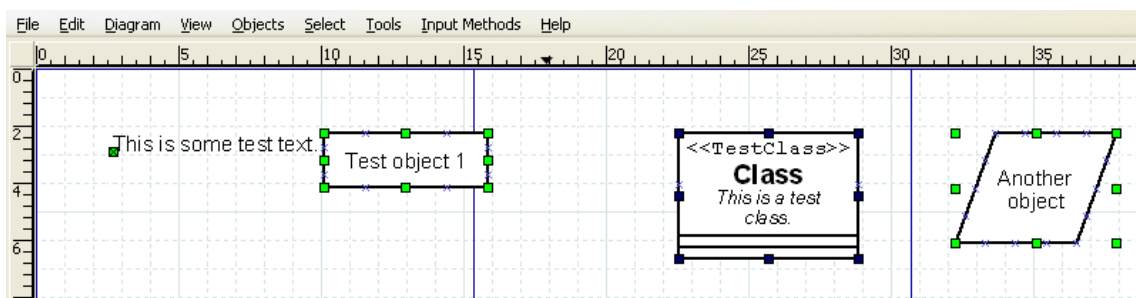 File Edit Diagram View Objects Select Tools Input Methods Help
0 5 10 15 20 25 30 35
0
2
4
6
This is some test text.
Test object 1
<<TestClass>>
Class
This is a test
class.
Another
object